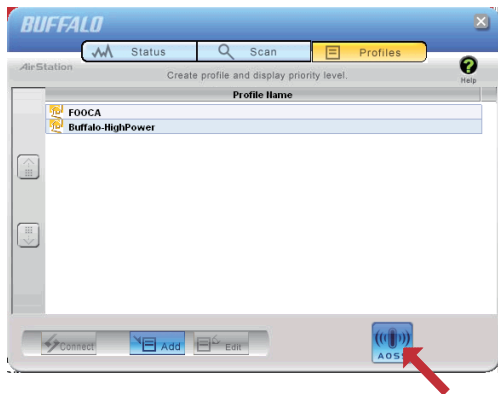 BUFFALO
Status Scan Profiles
AirStation
Create profile and display priority level.
Help
Profile Name
FOOCA
Buffalo-HighPower
Connect Add Edit
AOSS